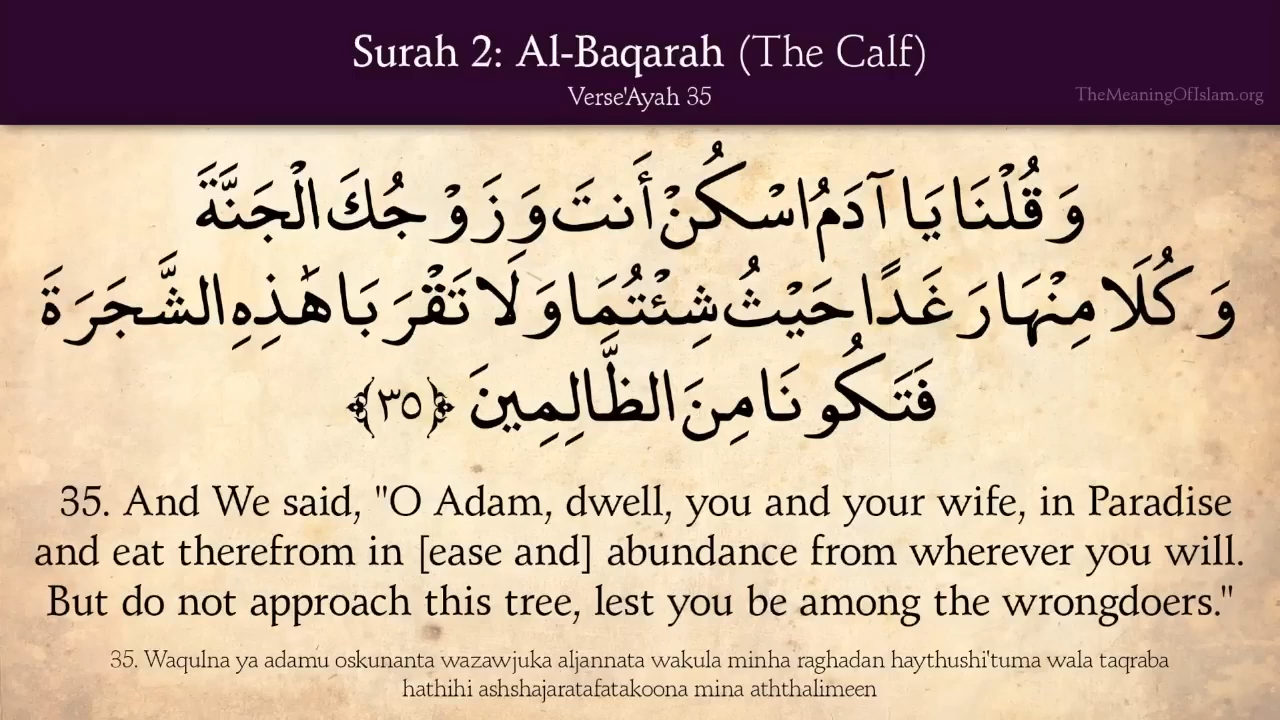 Surah 2: Al-Baqarah (The Calf)
Verse'Ayah 35
TheMeaningOfIslam.org
وَقُلْنَا يَا آدَمُ اسْكُنْ أَنتَ وَزَوْجُكَ الْجَنَّةَ
وَكُلَا مِنْهَا رَغَدًا حَيْثُ شِئْتُمَا وَلَا تَقْرَبَا هَٰذِهِ الشَّجَرَةَ
فَتَكُونَا مِنَ الظَّالِمِينَ ﴿٣٥﴾
35. And We said, "O Adam, dwell, you and your wife, in Paradise
and eat therefrom in [ease and] abundance from wherever you will.
But do not approach this tree, lest you be among the wrongdoers."
35. Waqulna ya adamu oskunanta wazawjuka aljannata wakula minha raghadan haythushi'tuma wala taqraba
hathihi ashshajaratafatakoona mina aththalimeen